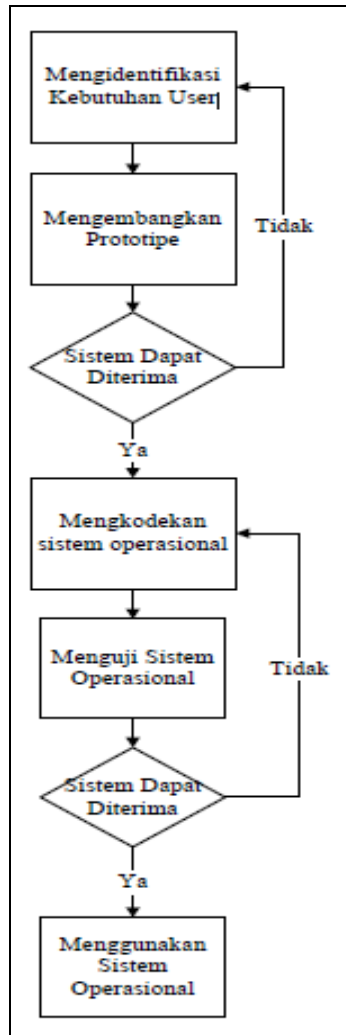 Mengidentifikasi
Kebutuhan User
Mengembangkan
Prototipe
Tidak
Sistem Dapat
Diterima
Ya
Mengkodekan
sistem operasional
Menguji Sistem
Operasional
Tidak
Sistem Dapat
Diterima
Ya
Menggunakan
Sistem
Operasional